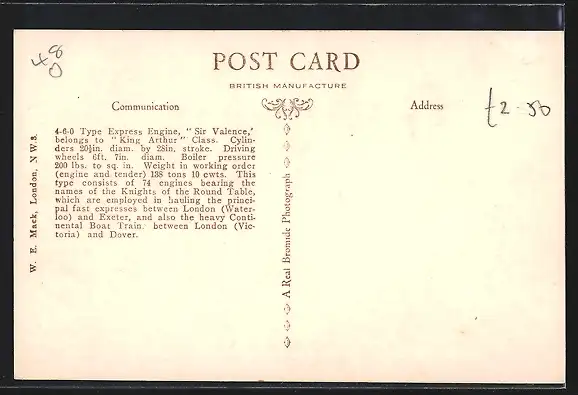 48
0
POST CARD
BRITISH MANUFACTURE
Communication
Address
£2-50
4-6-0 Type Express Engine, "Sir Valence,'
belongs to "King Arthur" Class. Cylin-
ders 20½in. diam. by 28in. stroke. Driving
wheels 6ft. 7in. diam. Boiler pressure
200 lbs. to sq. in. Weight in working order
(engine and tender) 138 tons 10 cwts. This
type consists of 74 engines bearing the
names of the Knights of the Round Table,
which are employed in hauling the princi-
pal fast expresses between London (Water-
loo) and Exeter, and also the heavy Conti-
nental Boat Train. between London (Vic-
toria) and Dover.
W. E. Mack, London, N.W.3.
A Real Bromide Photograph